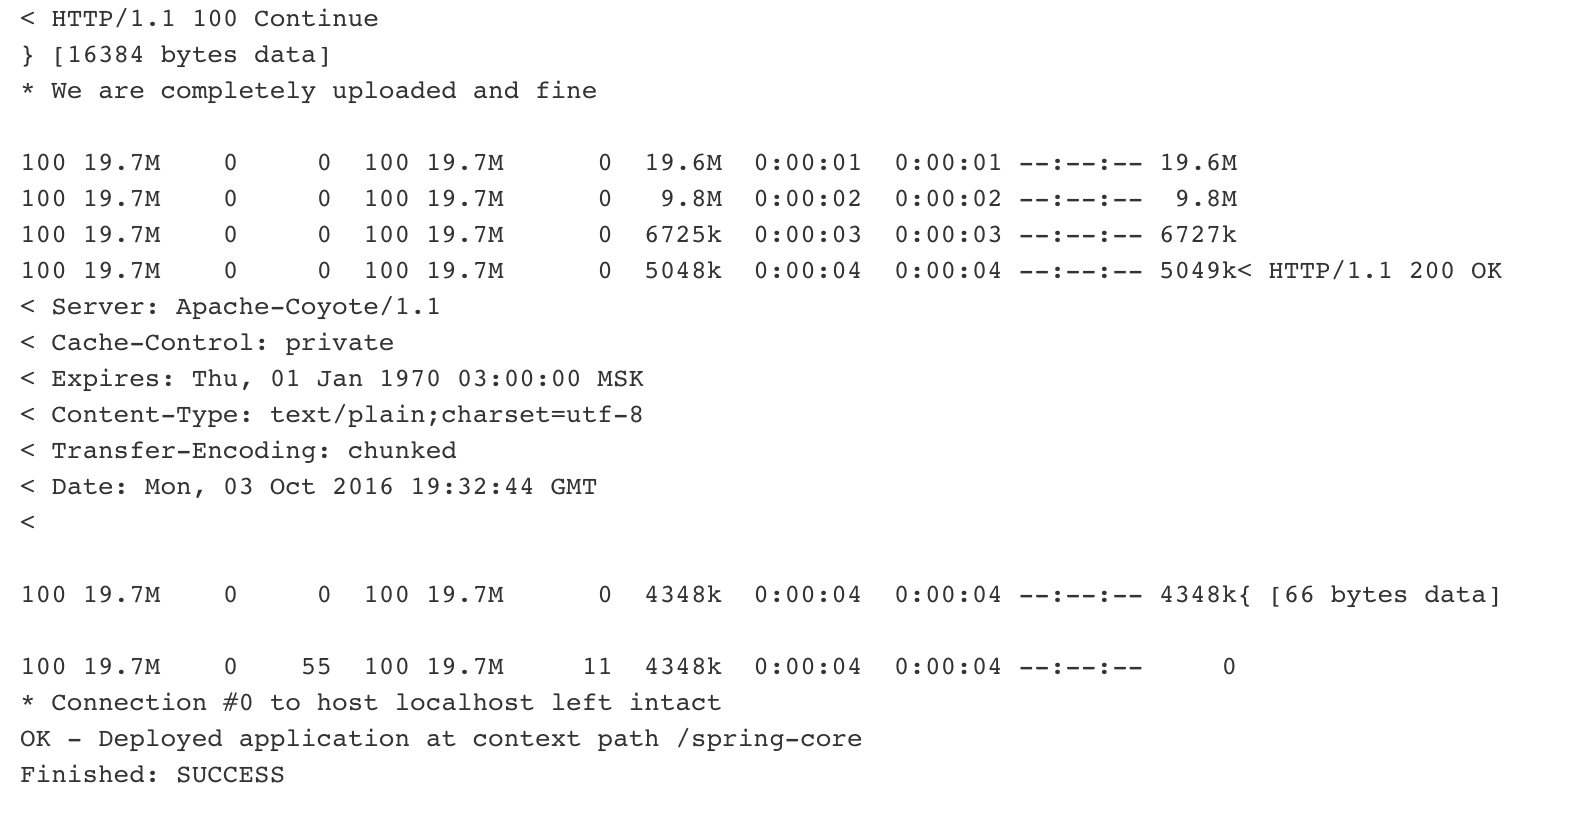 < HTTP/1.1 100 Continue
} [16384 bytes data]
* We are completely uploaded and fine
100 19.7M    0     0  100 19.7M      0  19.6M  0:00:01  0:00:01 --:--:-- 19.6M
100 19.7M    0     0  100 19.7M      0   9.8M  0:00:02  0:00:02 --:--:--  9.8M
100 19.7M    0     0  100 19.7M      0  6725k  0:00:03  0:00:03 --:--:-- 6727k
100 19.7M    0     0  100 19.7M      0  5048k  0:00:04  0:00:04 --:--:-- 5049k< HTTP/1.1 200 OK
< Server: Apache-Coyote/1.1
< Cache-Control: private
< Expires: Thu, 01 Jan 1970 03:00:00 MSK
< Content-Type: text/plain;charset=utf-8
< Transfer-Encoding: chunked
< Date: Mon, 03 Oct 2016 19:32:44 GMT
<
100 19.7M    0     0  100 19.7M      0  4348k  0:00:04  0:00:04 --:--:-- 4348k{ [66 bytes data]
100 19.7M    0    55  100 19.7M     11  4348k  0:00:04  0:00:04 --:--:--     0
* Connection #0 to host localhost left intact
OK - Deployed application at context path /spring-core
Finished: SUCCESS